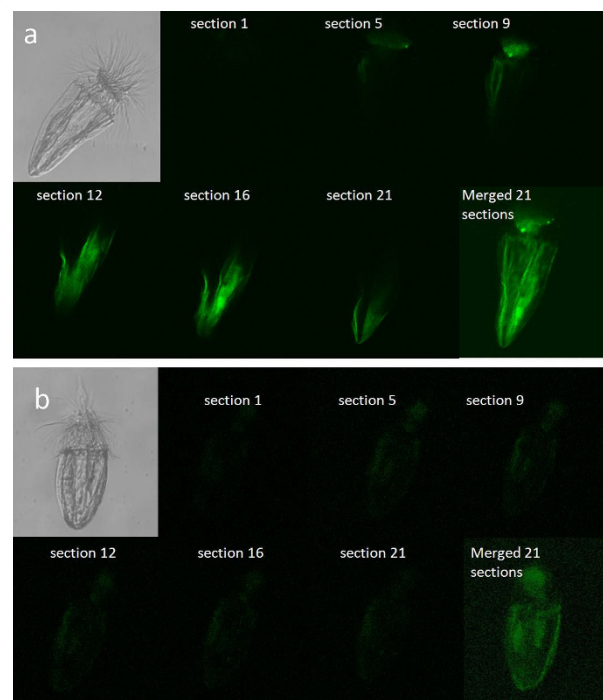 a
section 1
section 5
section 9
section 12
section 16
section 21
Merged 21
sections
b
section 1
section 5
section 9
section 12
section 16
section 21
Merged 21
sections